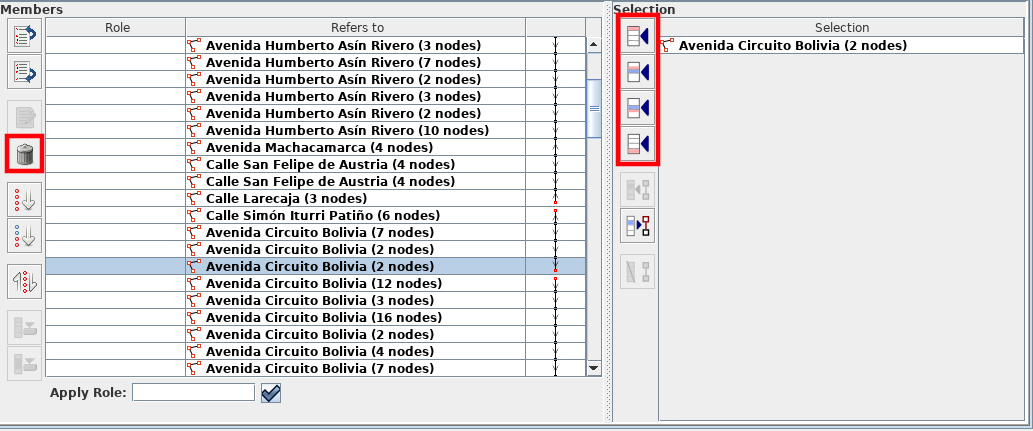 Members
Selection
Role
Refers to
Selection
Avenida Humberto Asín Rivero (3 nodes)
Avenida Circuito Bolivia (2 nodes)
Avenida Humberto Asín Rivero (7 nodes)
Avenida Humberto Asín Rivero (2 nodes)
Avenida Humberto Asín Rivero (3 nodes)
Avenida Humberto Asín Rivero (2 nodes)
Avenida Humberto Asín Rivero (10 nodes)
Avenida Machacamarca (4 nodes)
Calle San Felipe de Austria (4 nodes)
Calle San Felipe de Austria (4 nodes)
Calle Larecaja (3 nodes)
Calle Simón Iturri Patiño (6 nodes)
Avenida Circuito Bolivia (7 nodes)
Avenida Circuito Bolivia (2 nodes)
Avenida Circuito Bolivia (2 nodes)
Avenida Circuito Bolivia (12 nodes)
Avenida Circuito Bolivia (3 nodes)
Avenida Circuito Bolivia (16 nodes)
Avenida Circuito Bolivia (2 nodes)
Avenida Circuito Bolivia (4 nodes)
Avenida Circuito Bolivia (7 nodes)
Apply Role: